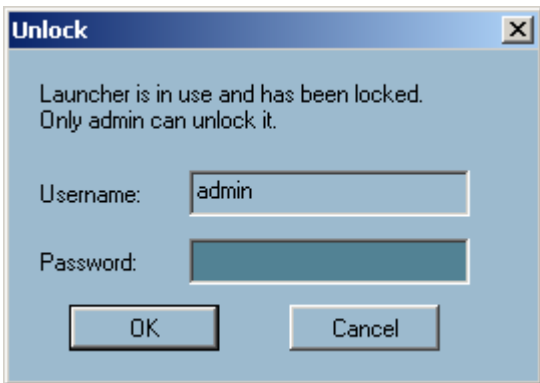 Unlock
Launcher is in use and has been locked.
Only admin can unlock it.
Username: admin
Password:
OK Cancel